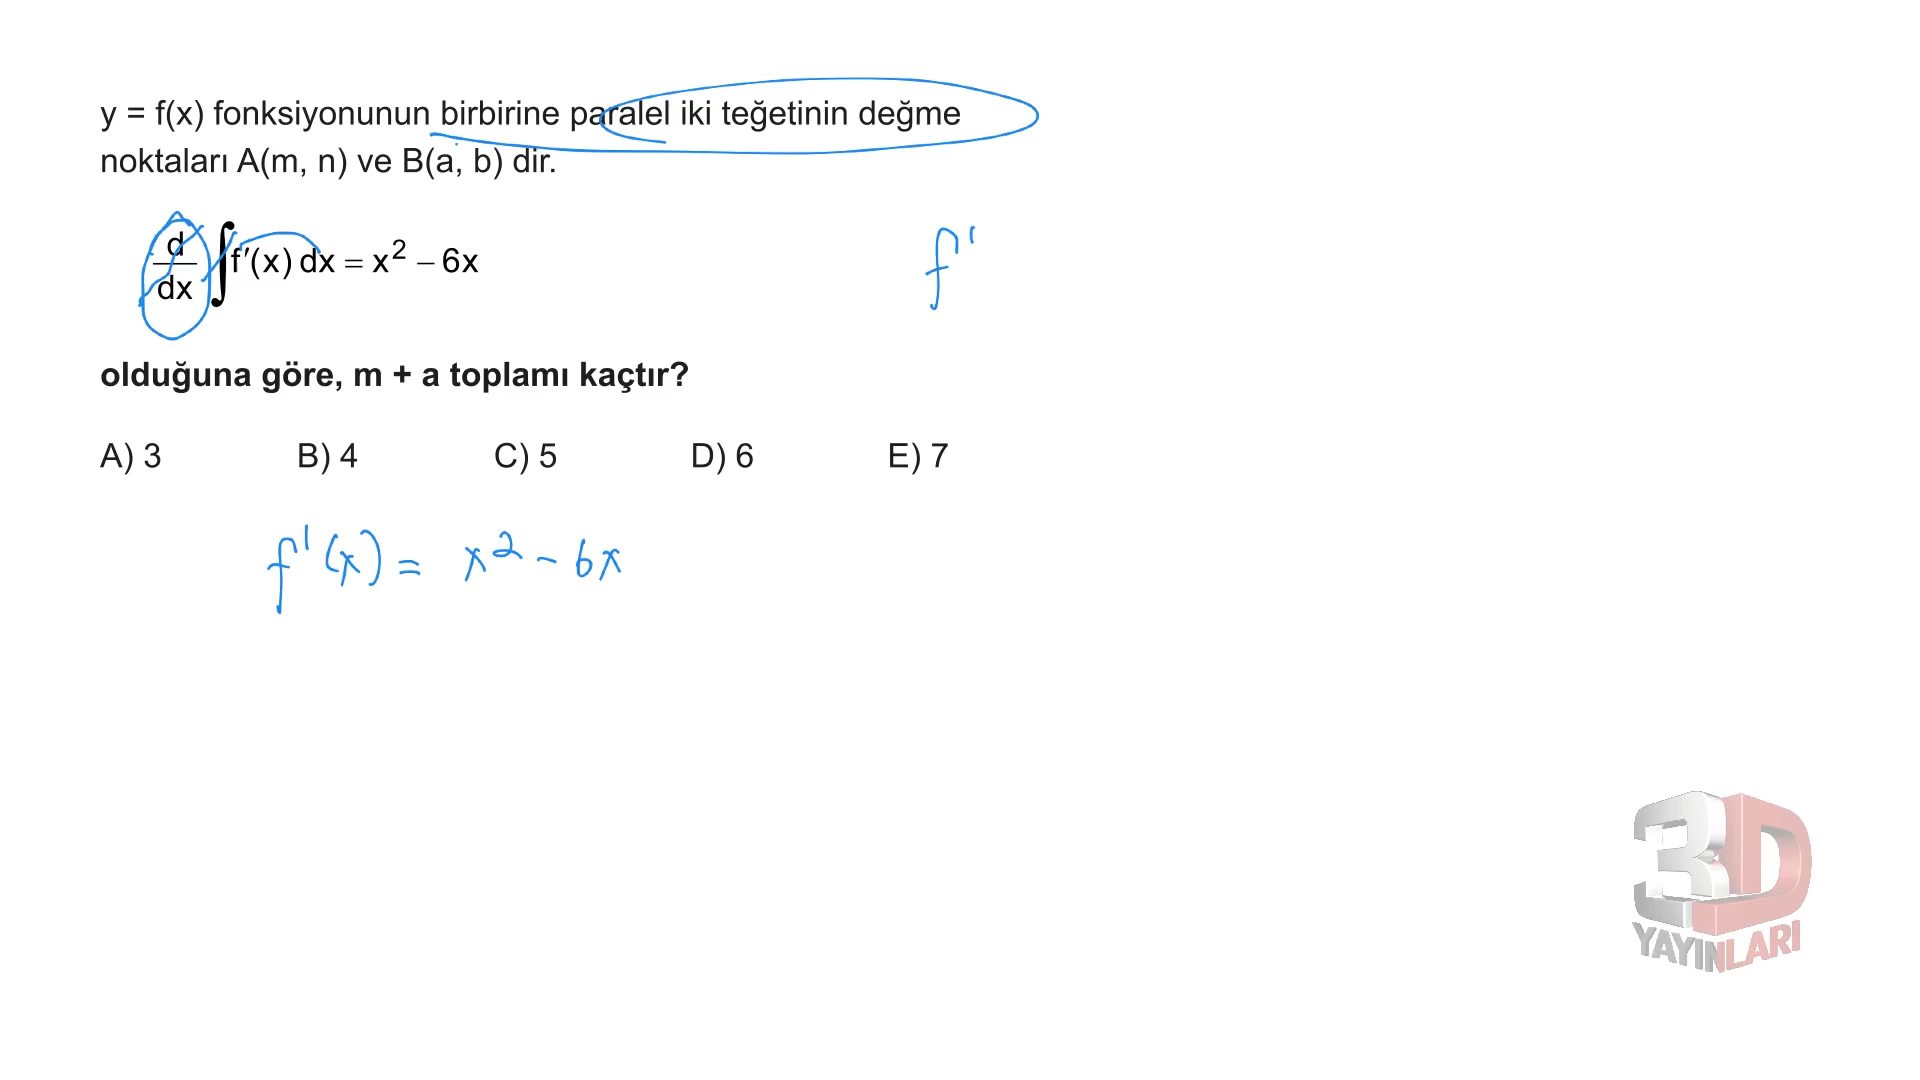 y = f(x) fonksiyonunun birbirine paralel iki teğetinin değme
noktaları A(m, n) ve B(a, b) dir.
d/dx ∫f′(x) dx = x² − 6x
f'
olduğuna göre, m + a toplamı kaçtır?
A) 3 B) 4 C) 5 D) 6 E) 7
f'(x) = x² - 6x
3D
YAYINLARI